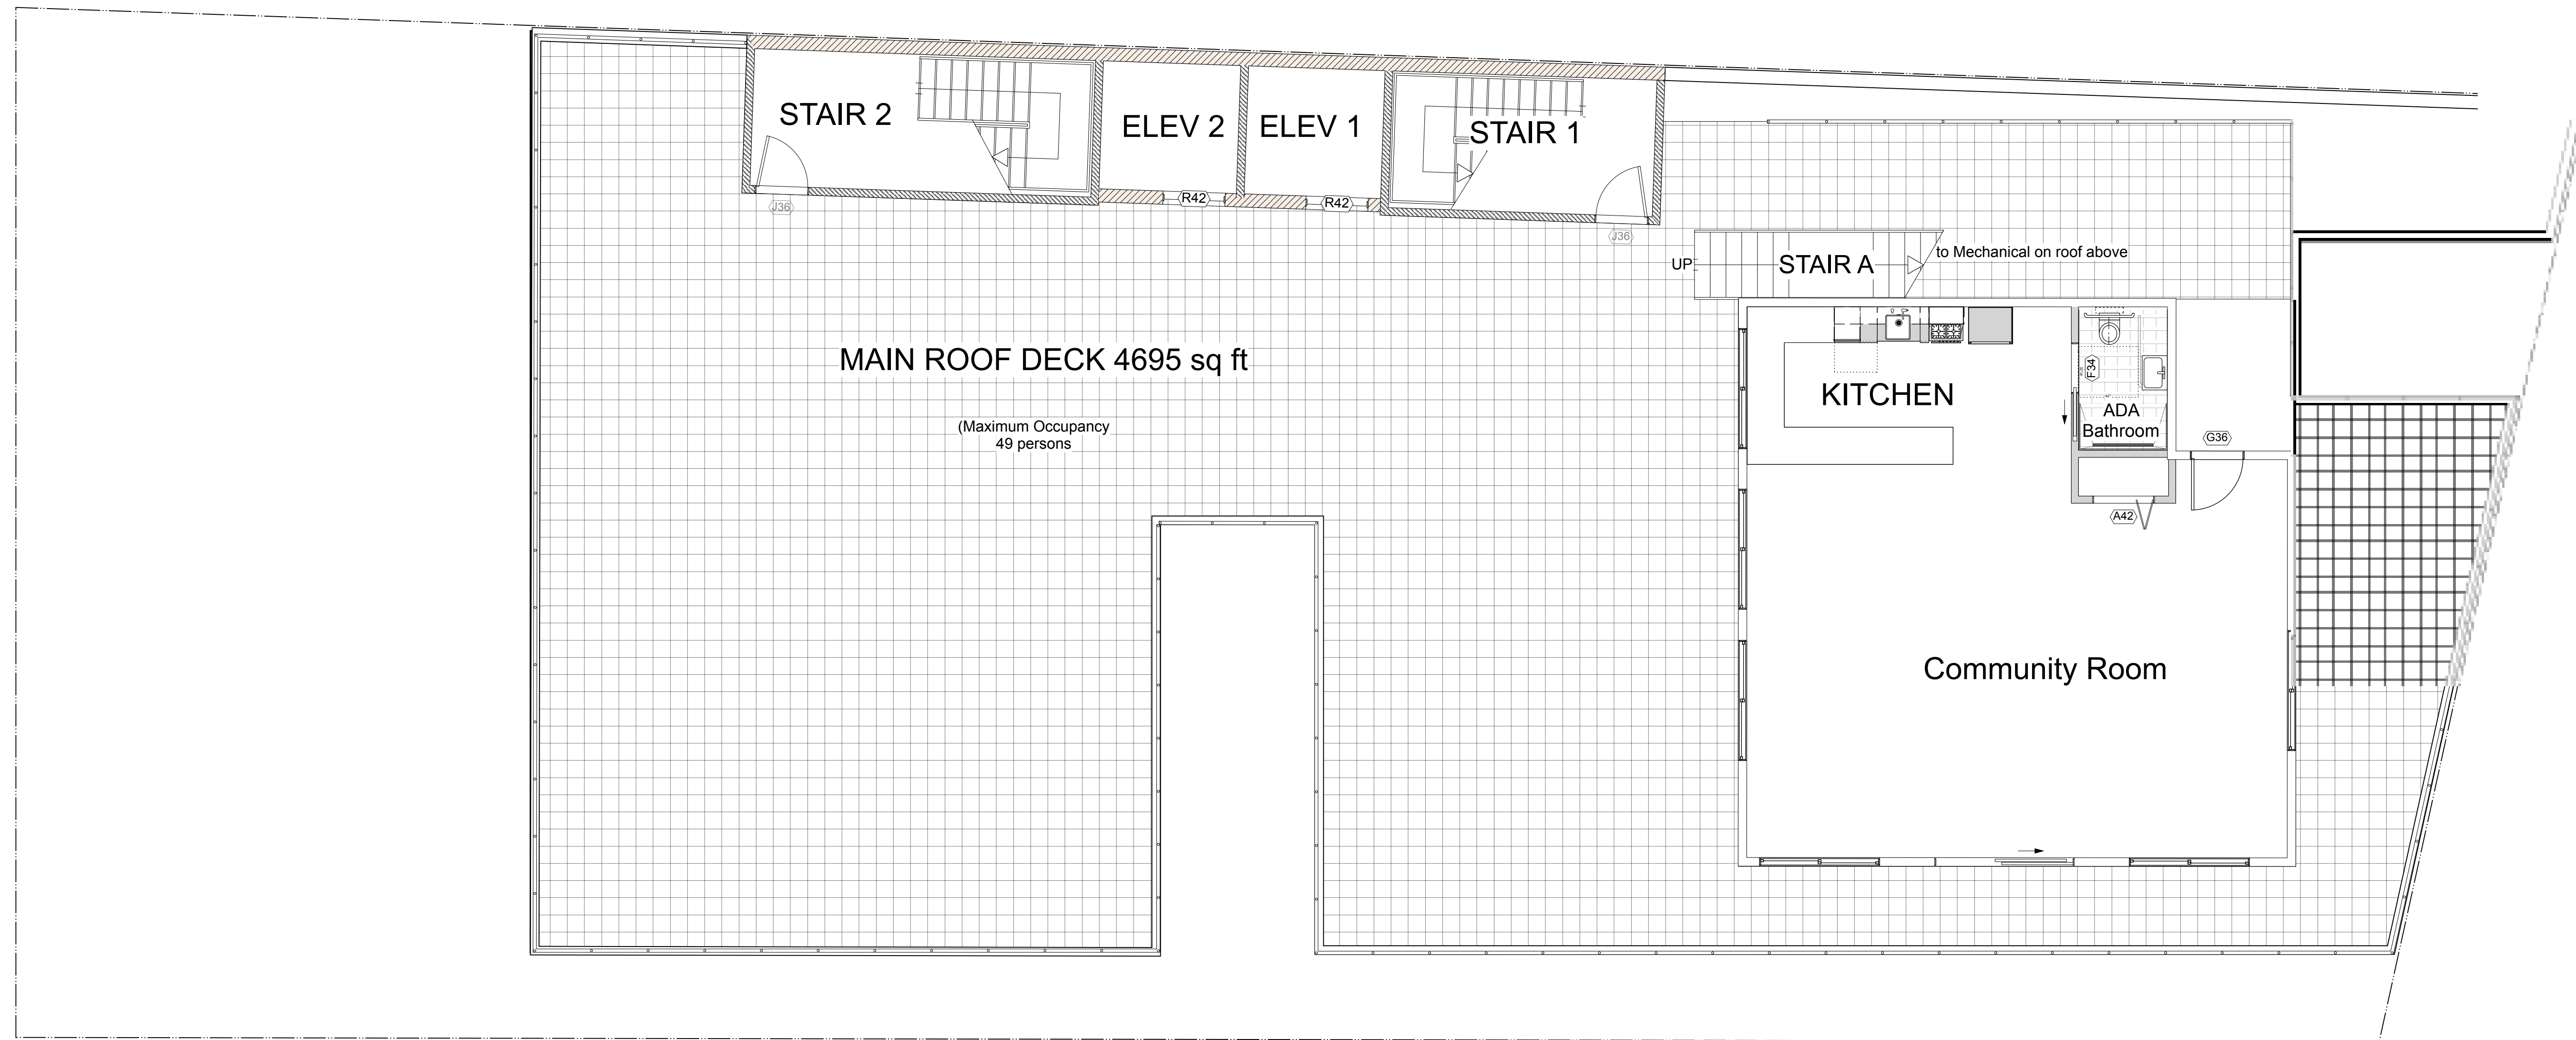 STAIR 2
ELEV 2
ELEV 1
STAIR 1
R42
R42
J36
J36
UP
STAIR A
to Mechanical on roof above
MAIN ROOF DECK 4695 sq ft
(Maximum Occupancy
49 persons
KITCHEN
F34
ADA
Bathroom
G36
A42
Community Room